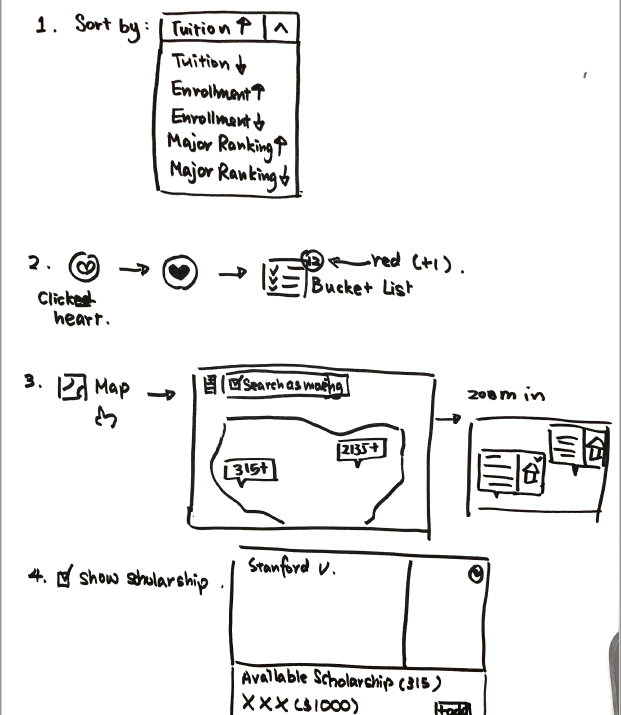 1. Sort by: Tuition ↑ ^
Tuition ↓
Enrollment ↑
Enrollment ↓
Major Ranking ↑
Major Ranking ↓
2. → → red (+1).
Clicked
heart.
Bucket List
3. Map → Search as moving → zoom in
2135+
315+
4. Show scholarship.
Stanford U.
Available Scholarship (315)
XXX ($1000)
+add